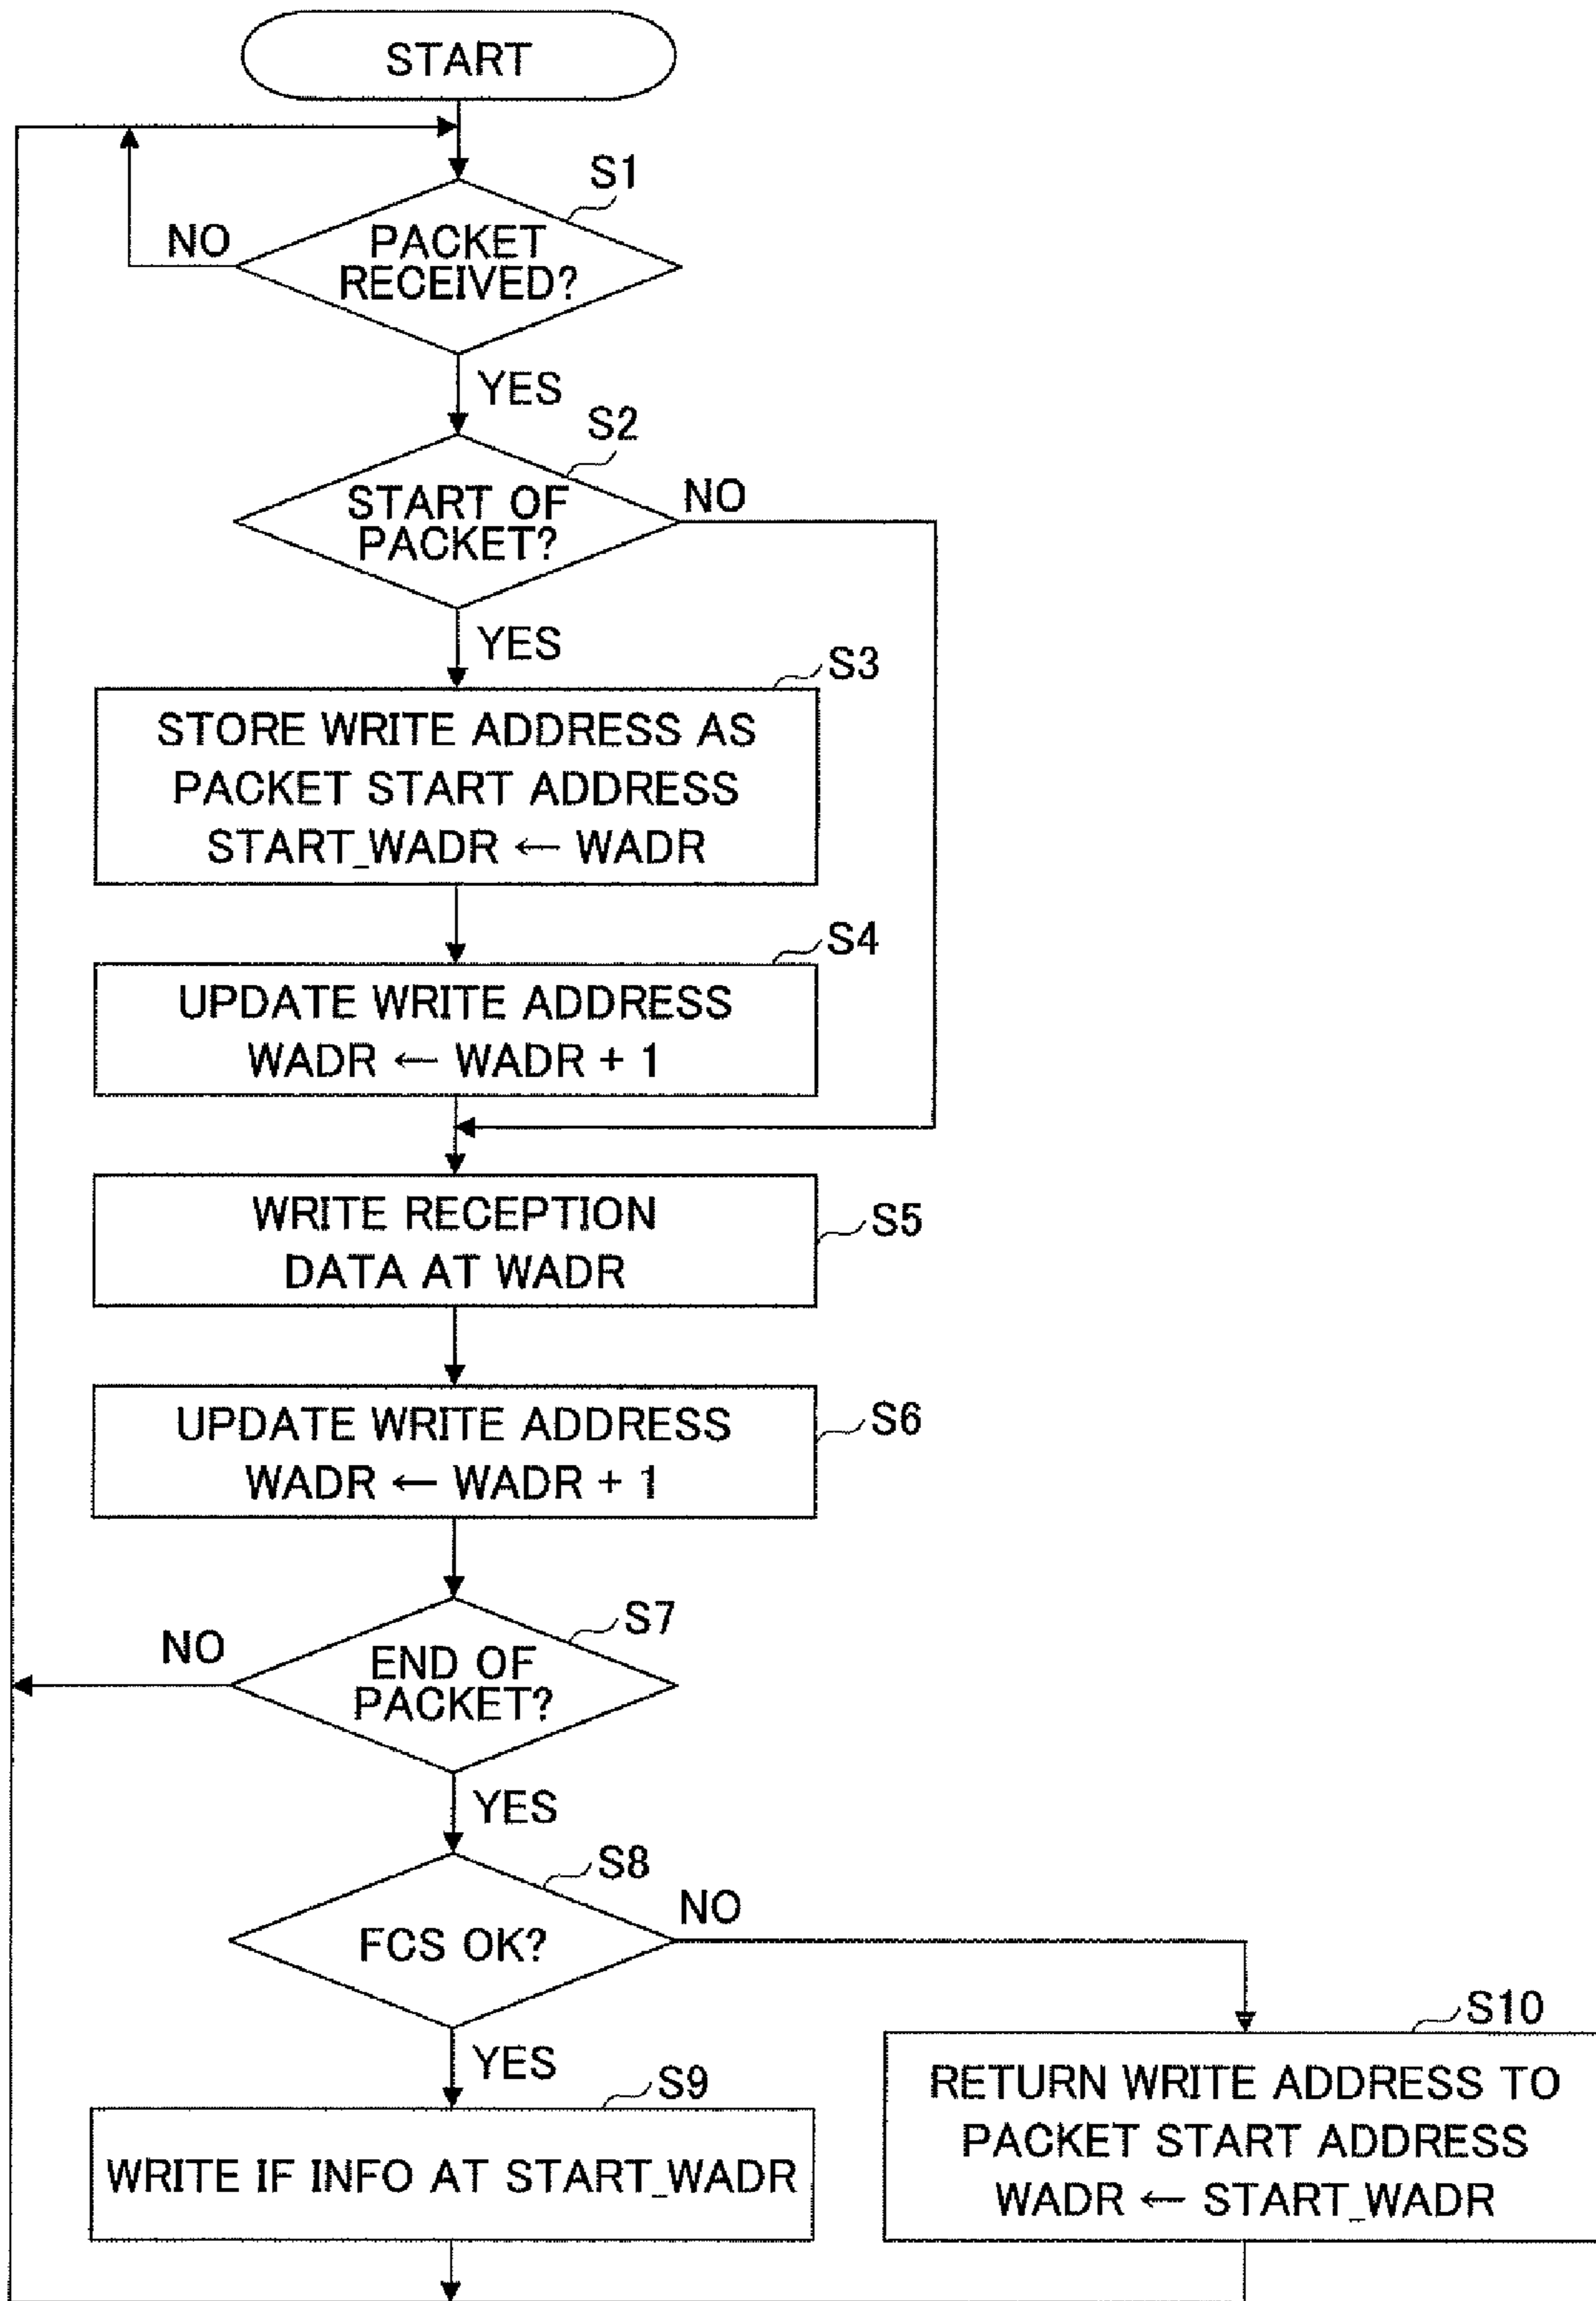 START
S1
NO
PACKET
RECEIVED?
YES
S2
START OF
PACKET?
NO
YES
S3
STORE WRITE ADDRESS AS
PACKET START ADDRESS
START_WADR ← WADR
S4
UPDATE WRITE ADDRESS
WADR ← WADR + 1
WRITE RECEPTION
DATA AT WADR
S5
UPDATE WRITE ADDRESS
WADR ← WADR + 1
S6
S7
NO
END OF
PACKET?
YES
S8
FCS OK?
NO
YES
S9
WRITE IF INFO AT START_WADR
S10
RETURN WRITE ADDRESS TO
PACKET START ADDRESS
WADR ← START_WADR